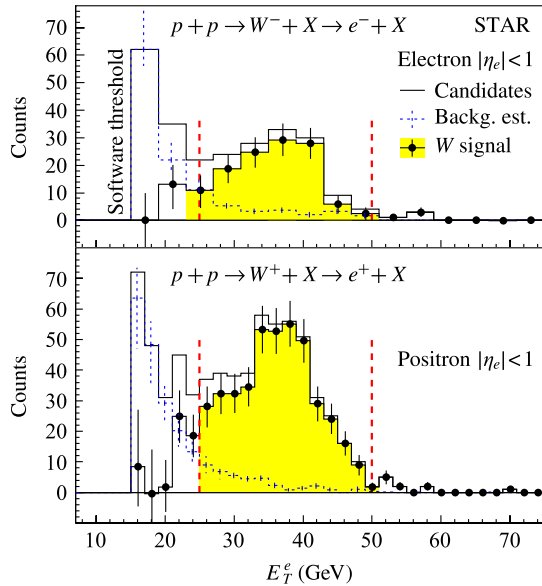 p + p → W⁻ + X → e⁻ + X STAR
Electron |ηₑ| < 1
Candidates
Backg. est.
W signal
Software threshold
Counts
70
60
50
40
30
20
10
0
p + p → W⁺ + X → e⁺ + X
Positron |ηₑ| < 1
Counts
70
60
50
40
30
20
10
0
10 20 30 40 50 60 70
E_T^e (GeV)